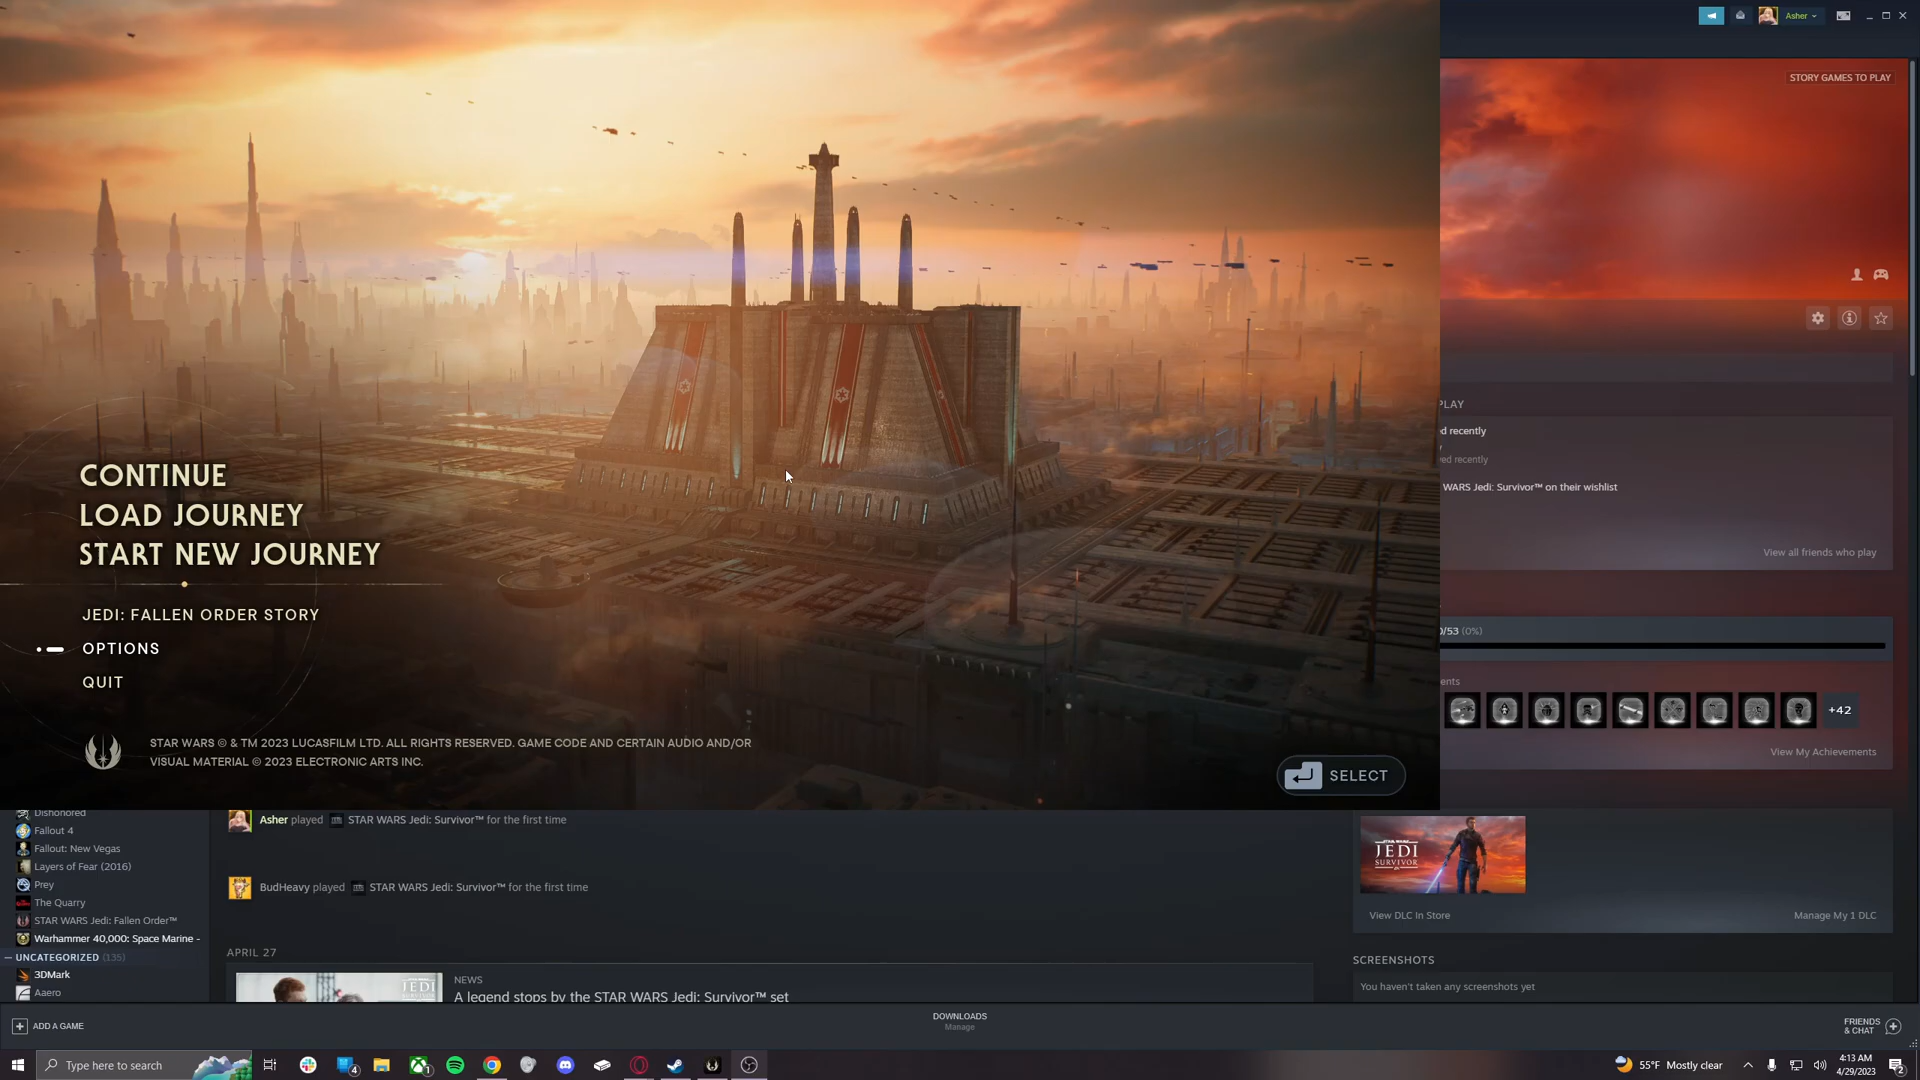 Asher
STORY GAMES TO PLAY
CONTINUE
LOAD JOURNEY
START NEW JOURNEY
JEDI: FALLEN ORDER STORY
OPTIONS
QUIT
STAR WARS © & TM 2023 LUCASFILM LTD. ALL RIGHTS RESERVED. GAME CODE AND CERTAIN AUDIO AND/OR
VISUAL MATERIAL © 2023 ELECTRONIC ARTS INC.
SELECT
PLAY
ed recently
ed recently
WARS Jedi: Survivor™ on their wishlist
View all friends who play
0/53 (0%)
ents
+42
View My Achievements
Dishonored
Fallout 4
Fallout: New Vegas
Layers of Fear (2016)
Prey
The Quarry
STAR WARS Jedi: Fallen Order™
Warhammer 40,000: Space Marine -
— UNCATEGORIZED (135)
3DMark
Aaero
Asher played STAR WARS Jedi: Survivor™ for the first time
BudHeavy played STAR WARS Jedi: Survivor™ for the first time
APRIL 27
JEDI
NEWS
A legend stops by the STAR WARS Jedi: Survivor™ set
JEDI
SURVIVOR
View DLC In Store
Manage My 1 DLC
SCREENSHOTS
You haven't taken any screenshots yet
ADD A GAME
DOWNLOADS
Manage
FRIENDS
& CHAT
Type here to search
4
1
55°F Mostly clear
4:13 AM
4/29/2023
2